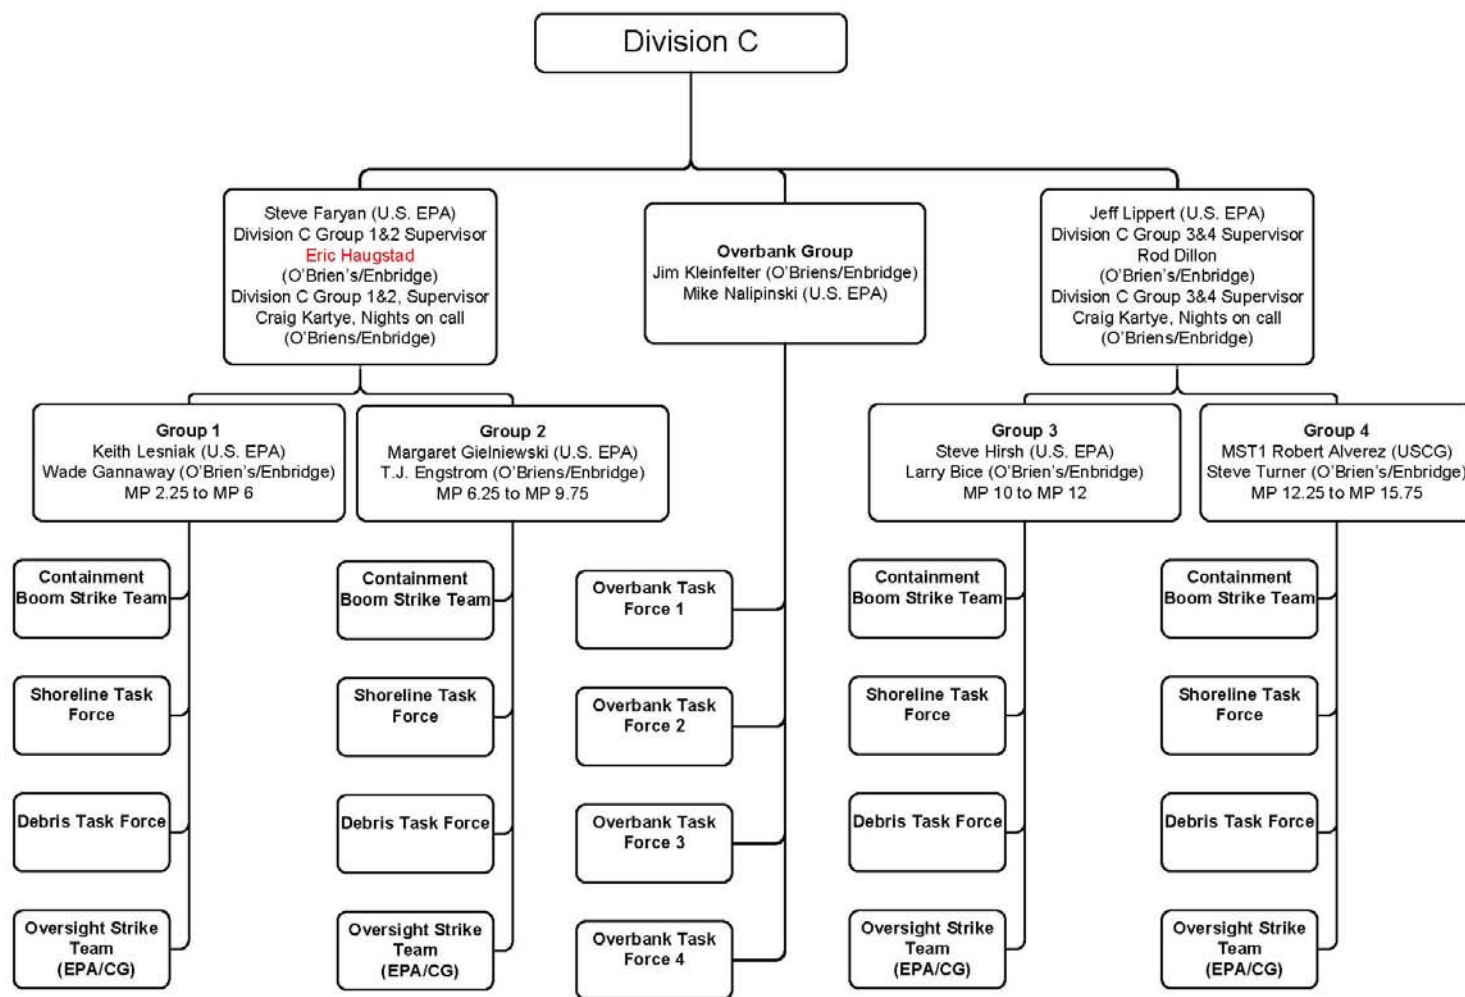 Division C
Steve Faryan (U.S. EPA)
Division C Group 1&2 Supervisor
Eric Haugstad
(O'Brien's/Enbridge)
Division C Group 1&2, Supervisor
Craig Kartye, Nights on call
(O'Briens/Enbridge)
Overbank Group
Jim Kleinfelter (O'Briens/Enbridge)
Mike Nalipinski (U.S. EPA)
Jeff Lippert (U.S. EPA)
Division C Group 3&4 Supervisor
Rod Dillon
(O'Brien's/Enbridge)
Division C Group 3&4 Supervisor
Craig Kartye, Nights on call
(O'Briens/Enbridge)
Group 1
Keith Lesniak (U.S. EPA)
Wade Gannaway (O'Brien's/Enbridge)
MP 2.25 to MP 6
Group 2
Margaret Gielniewski (U.S. EPA)
T.J. Engstrom (O'Briens/Enbridge)
MP 6.25 to MP 9.75
Group 3
Steve Hirsh (U.S. EPA)
Larry Bice (O'Brien's/Enbridge)
MP 10 to MP 12
Group 4
MST1 Robert Alverez (USCG)
Steve Turner (O'Brien's/Enbridge)
MP 12.25 to MP 15.75
Containment
Boom Strike Team
Shoreline Task
Force
Debris Task Force
Oversight Strike
Team
(EPA/CG)
Containment
Boom Strike Team
Shoreline Task
Force
Debris Task Force
Oversight Strike
Team
(EPA/CG)
Overbank Task
Force 1
Overbank Task
Force 2
Overbank Task
Force 3
Overbank Task
Force 4
Containment
Boom Strike Team
Shoreline Task
Force
Debris Task Force
Oversight Strike
Team
(EPA/CG)
Containment
Boom Strike Team
Shoreline Task
Force
Debris Task Force
Oversight Strike
Team
(EPA/CG)